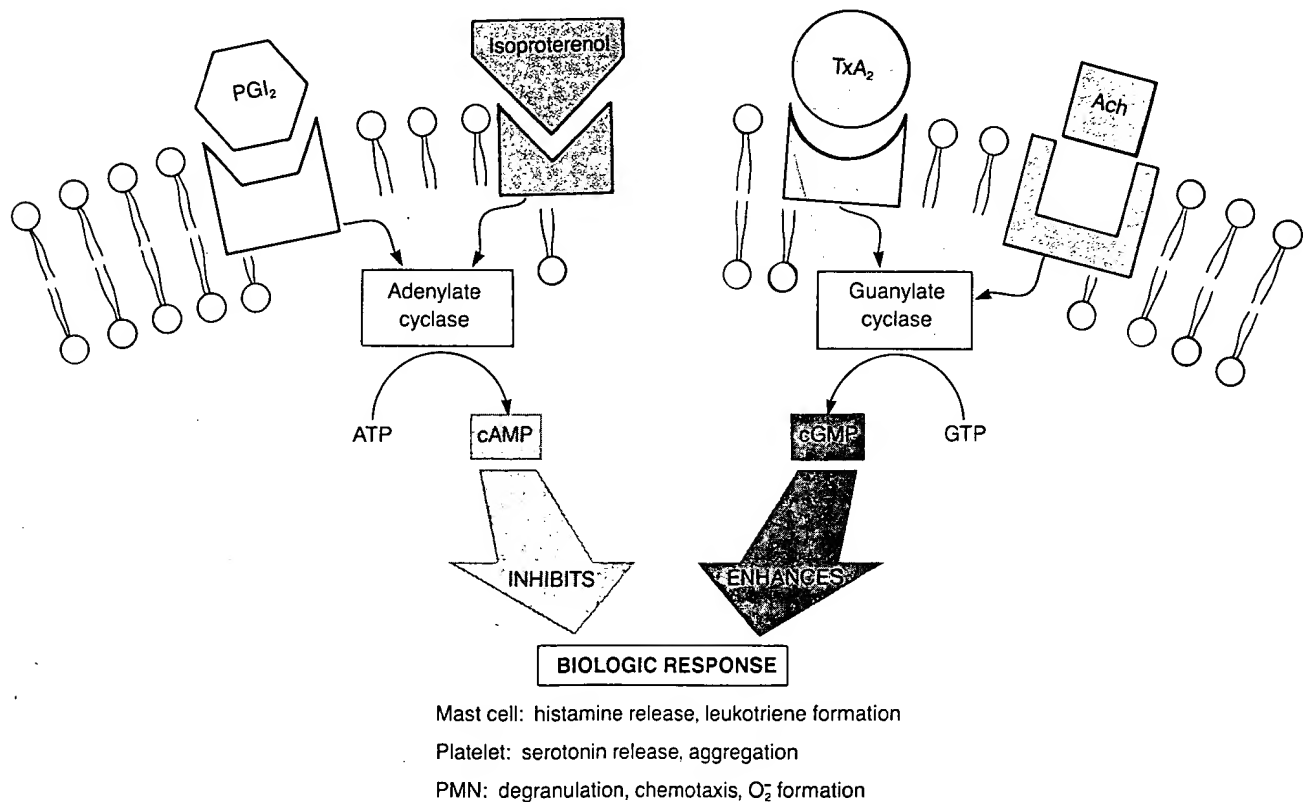 PGI₂
Isoproterenol
TxA₂
Ach
Adenylate
cyclase
Guanylate
cyclase
ATP
cAMP
cGMP
GTP
INHIBITS
ENHANCES
BIOLOGIC RESPONSE
Mast cell: histamine release, leukotriene formation
Platelet: serotonin release, aggregation
PMN: degranulation, chemotaxis, O₂⁻ formation